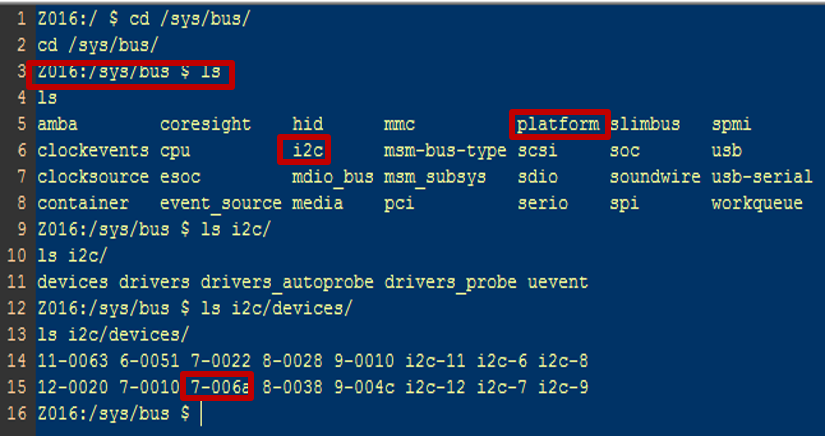 1 Z016:/ $ cd /sys/bus/
2 cd /sys/bus/
3 Z016:/sys/bus $ ls
4 ls
5 amba coresight hid mmc platform slimbus spmi
6 clockevents cpu i2c msm-bus-type scsi soc usb
7 clocksource esoc mdio_bus msm_subsys sdio soundwire usb-serial
8 container event_source media pci serio spi workqueue
9 Z016:/sys/bus $ ls i2c/
10 ls i2c/
11 devices drivers drivers_autoprobe drivers_probe uevent
12 Z016:/sys/bus $ ls i2c/devices/
13 ls i2c/devices/
14 11-0063 6-0051 7-0022 8-0028 9-0010 i2c-11 i2c-6 i2c-8
15 12-0020 7-0010 7-006a 8-0038 9-004c i2c-12 i2c-7 i2c-9
16 Z016:/sys/bus $